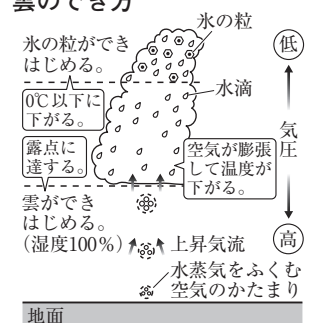 雲のでき方
氷の粒
氷の粒ができ
はじめる。
低
0℃以下に
下がる。
水滴
気圧
露点に
達する。
空気が膨張
して温度が
下がる。
雲ができ
はじめる。
(湿度100%)
上昇気流
高
水蒸気をふくむ
空気のかたまり
地面